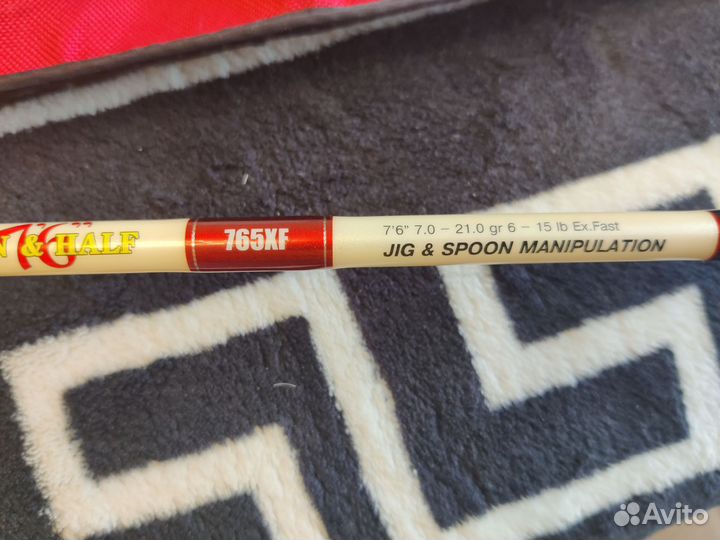 & HALF
765XF
7'6" 7.0 - 21.0 gr 6 - 15 lb Ex.Fast
JIG & SPOON MANIPULATION
Avito